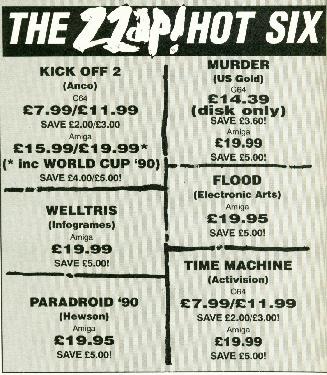 THE ZZap! HOT SIX
KICK OFF 2
(Anco)
C64
£7.99/£11.99
SAVE £2.00/£3.00
Amiga
£15.99/£19.99*
(* inc WORLD CUP '90)
SAVE £4.00/£5.00!
WELLTRIS
(Infogrames)
Amiga
£19.99
SAVE £5.00!
PARADROID '90
(Hewson)
Amiga
£19.95
SAVE £5.00!
MURDER
(US Gold)
C64
£14.39
(disk only)
SAVE £3.60!
Amiga
£19.99
SAVE £5.00!
FLOOD
(Electronic Arts)
Amiga
£19.95
SAVE £5.00!
TIME MACHINE
(Activision)
C64
£7.99/£11.99
SAVE £2.00/£3.00!
Amiga
£19.99
SAVE £5.00!